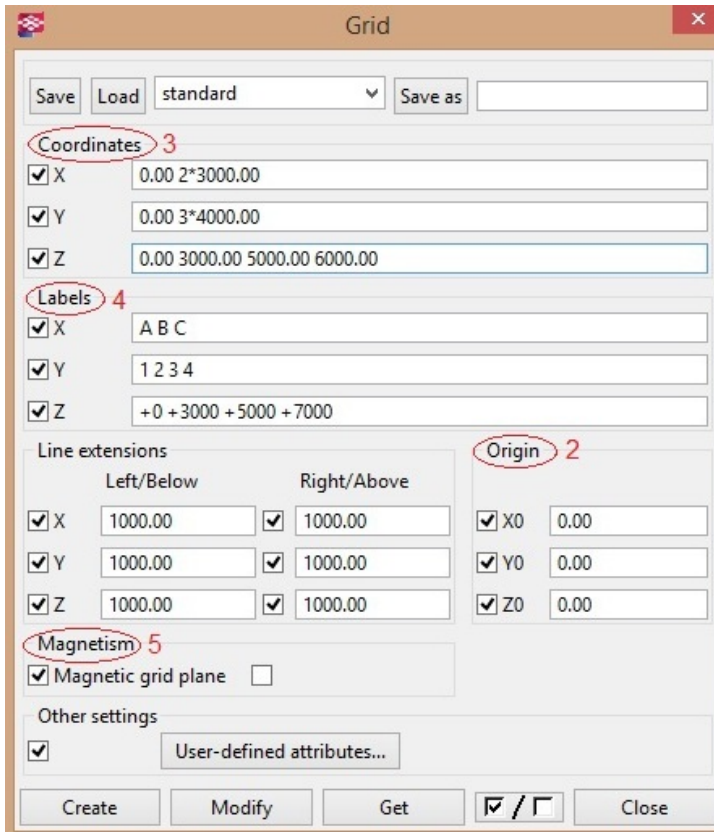 Grid
Save Load standard Save as
Coordinates 3
X 0.00 2*3000.00
Y 0.00 3*4000.00
Z 0.00 3000.00 5000.00 6000.00
Labels 4
X A B C
Y 1 2 3 4
Z +0 +3000 +5000 +7000
Line extensions Origin 2
Left/Below Right/Above
X 1000.00 1000.00 X0 0.00
Y 1000.00 1000.00 Y0 0.00
Z 1000.00 1000.00 Z0 0.00
Magnetism 5
Magnetic grid plane
Other settings
User-defined attributes...
Create Modify Get / Close